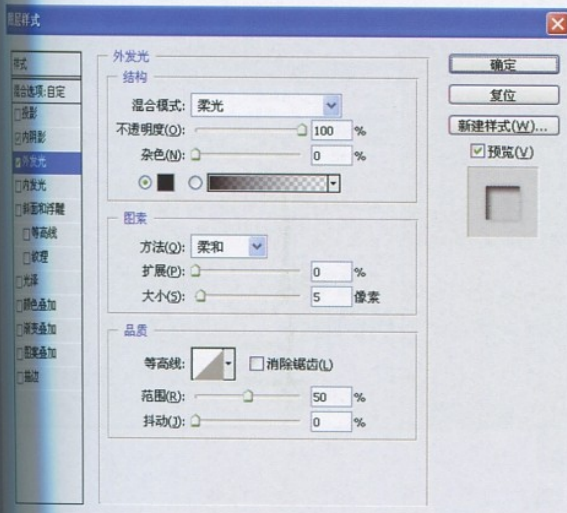 图层样式
样式
混合选项:自定
投影
内阴影
外发光
内发光
斜面和浮雕
等高线
纹理
光泽
颜色叠加
渐变叠加
图案叠加
描边
外发光
结构
混合模式: 柔光
不透明度(O): 100 %
杂色(N): 0 %
图素
方法(Q): 柔和
扩展(P): 0 %
大小(S): 5 像素
品质
等高线: 消除锯齿(L)
范围(R): 50 %
抖动(J): 0 %
确定
复位
新建样式(W)...
预览(V)